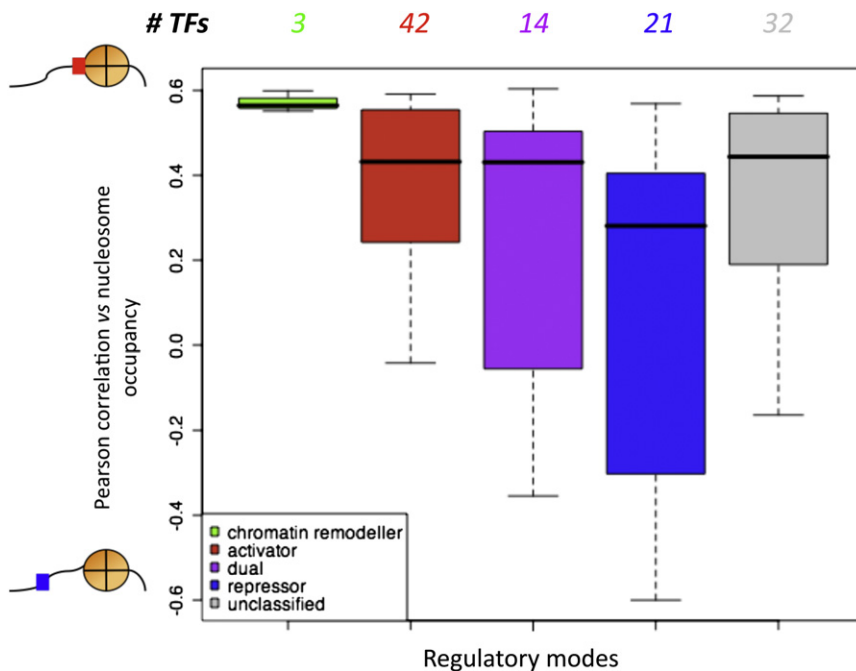 # TFs 3 42 14 21 32
Pearson correlation vs nucleosome
occupancy
0.6
0.4
0.2
0.0
-0.2
-0.4
-0.6
chromatin remodeller
activator
dual
repressor
unclassified
Regulatory modes